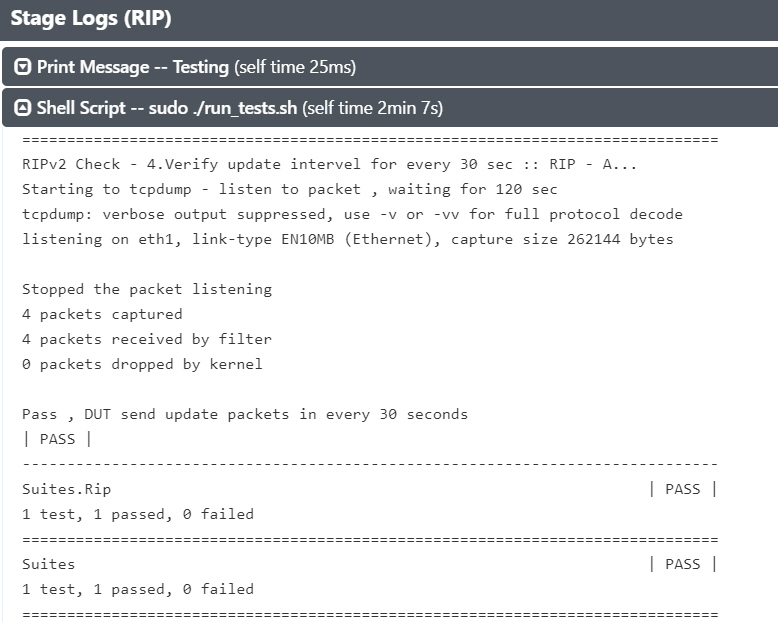 Stage Logs (RIP)
Print Message -- Testing (self time 25ms)
Shell Script -- sudo ./run_tests.sh (self time 2min 7s)
==============================================================================
RIPv2 Check - 4.Verify update intervel for every 30 sec :: RIP - A...
Starting to tcpdump - listen to packet , waiting for 120 sec
tcpdump: verbose output suppressed, use -v or -vv for full protocol decode
listening on eth1, link-type EN10MB (Ethernet), capture size 262144 bytes
Stopped the packet listening
4 packets captured
4 packets received by filter
0 packets dropped by kernel
Pass , DUT send update packets in every 30 seconds
| PASS |
------------------------------------------------------------------------------
Suites.Rip | PASS |
1 test, 1 passed, 0 failed
==============================================================================
Suites | PASS |
1 test, 1 passed, 0 failed
==============================================================================